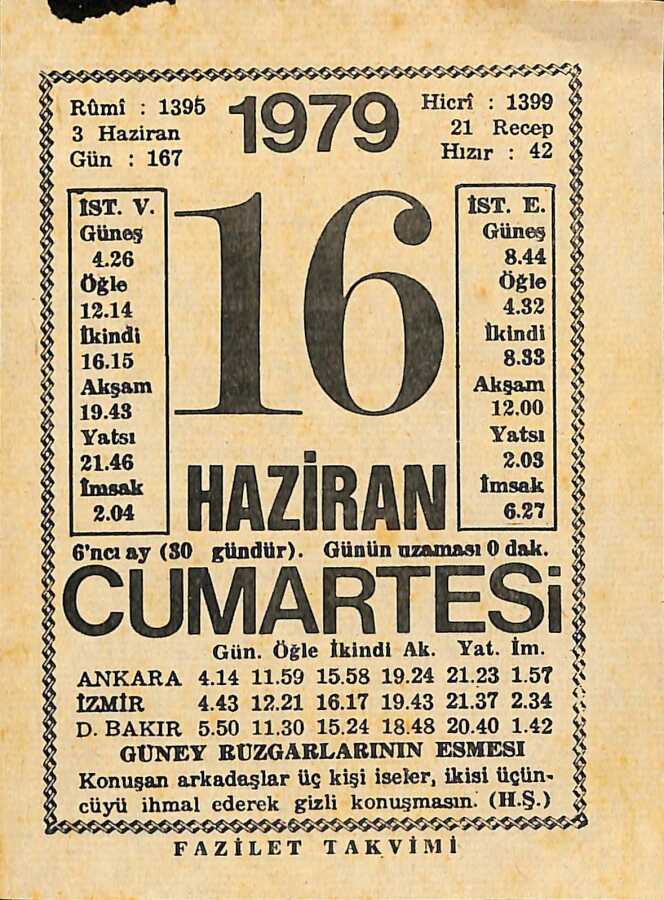 Rûmî : 1395
3 Haziran
Gün : 167
1979
Hicrî : 1399
21 Recep
Hızır : 42
İST. V.
Güneş
4.26
Öğle
12.14
İkindi
16.15
Akşam
19.43
Yatsı
21.46
İmsak
2.04
16
HAZİRAN
İST. E.
Güneş
8.44
Öğle
4.32
İkindi
8.33
Akşam
12.00
Yatsı
2.03
İmsak
6.27
6'ncı ay (30 gündür). Günün uzaması 0 dak.
CUMARTESİ
Gün. Öğle İkindi Ak. Yat. İm.
ANKARA 4.14 11.59 15.58 19.24 21.23 1.57
İZMİR 4.43 12.21 16.17 19.43 21.37 2.34
D. BAKIR 5.50 11.30 15.24 18.48 20.40 1.42
GÜNEY RÜZGARLARININ ESMESI
Konuşan arkadaşlar üç kişi iseler, ikisi üçün-
cüyü ihmal ederek gizli konuşmasın. (H.Ş.)
FAZİLET TAKVİMİ